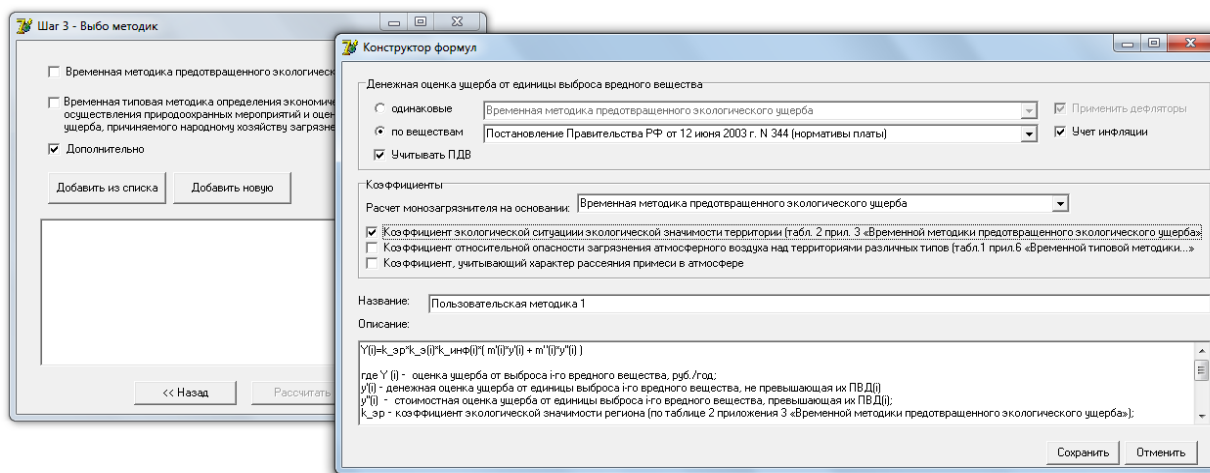 Шаг 3 - Выбо методик
Временная методика предотвращенного экологическ
Временная типовая методика определения экономиче
осуществления природоохранных мероприятий и оцен
ущерба, причиняемого народному хозяйству загрязне
Дополнительно
Добавить из списка
Добавить новую
<< Назад
Рассчитать
Конструктор формул
Денежная оценка ущерба от единицы выброса вредного вещества
одинаковые
Временная методика предотвращенного экологического ущерба
Применить дефляторы
по веществам
Постановление Правительства РФ от 12 июня 2003 г. N 344 (нормативы платы)
Учет инфляции
Учитывать ПДВ
Коэффициенты
Расчет монозагрязнителя на основании:
Временная методика предотвращенного экологического ущерба
Коэффициент экологической ситуациии экологической значимости территории (табл. 2 прил. 3 «Временной методики предотвращенного экологического ущерба»
Коэффициент относительной опасности загрязнения атмосферного воздуха над территориями различных типов (табл.1 прил.6 «Временной типовой методики...»
Коэффициент, учитывающий характер рассеяния примеси в атмосфере
Название:
Пользовательская методика 1
Описание:
Y(i)=k_эр*k_э(i)*k_инф(i)*( m'(i)*y'(i) + m''(i)*y''(i) )
где Y (i) - оценка ущерба от выброса i-го вредного вещества, руб./год;
y'(i) - денежная оценка ущерба от единицы выброса i-го вредного вещества, не превышающая их ПВД(i)
y''(i) - стоимостная оценка ущерба от единицы выброса i-го вредного вещества, превышающая их ПВД(i);
k_эр - коэффициент экологической значимости региона (по таблице 2 приложения 3 «Временной методики предотвращенного экологического ущерба»);
Сохранить
Отменить